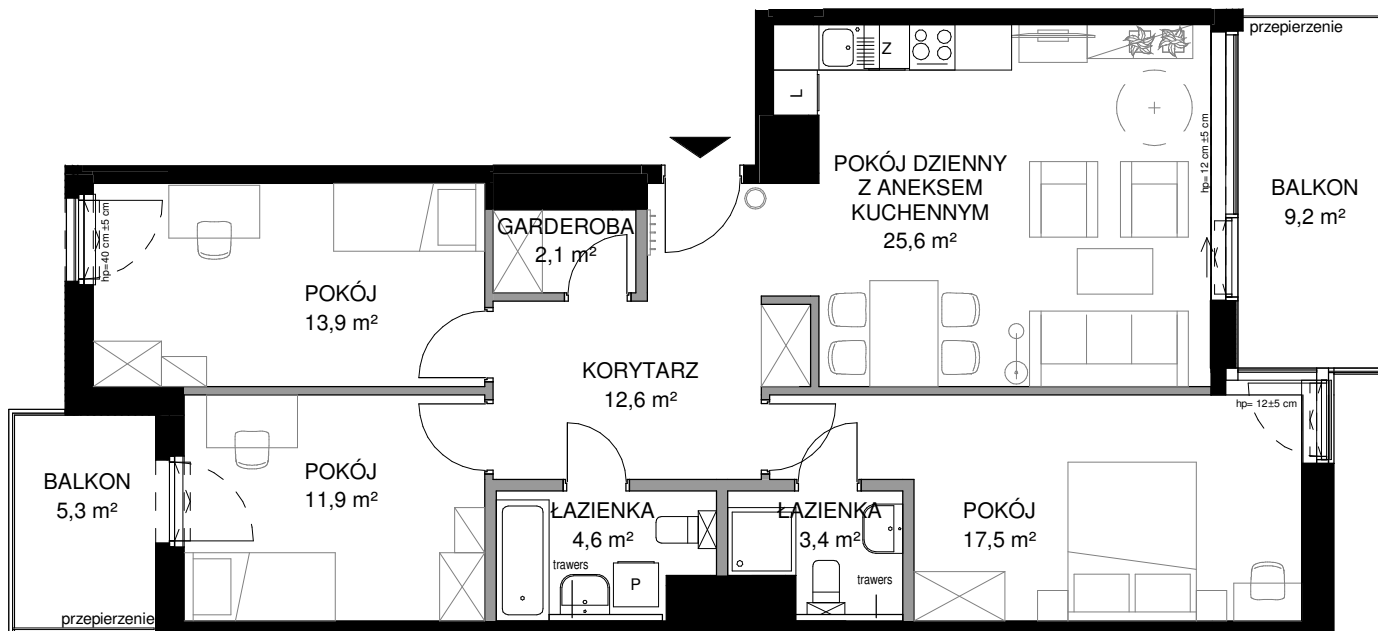 przepierzenie
Z
L
hp= 12 cm ±5 cm
POKÓJ DZIENNY
Z ANEKSEM
KUCHENNYM
25,6 m²
BALKON
9,2 m²
hp=40 cm ±5 cm
GARDEROBA
2,1 m²
POKÓJ
13,9 m²
KORYTARZ
12,6 m²
hp= 12±5 cm
POKÓJ
11,9 m²
BALKON
5,3 m²
ŁAZIENKA
4,6 m²
trawers
P
ŁAZIENKA
3,4 m²
trawers
POKÓJ
17,5 m²
przepierzenie